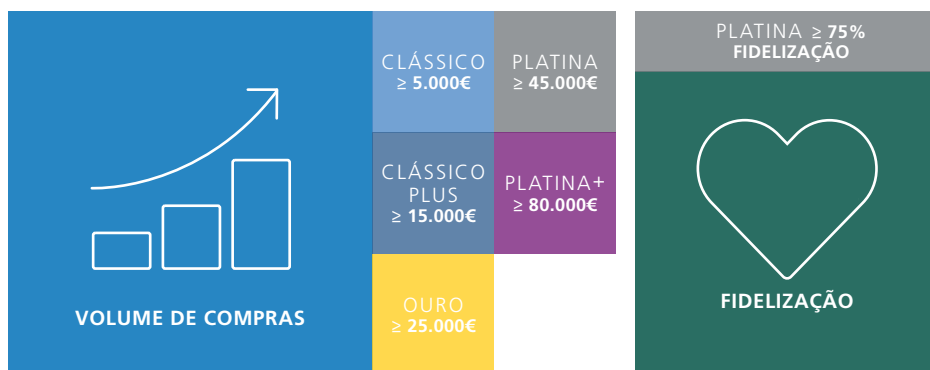 VOLUME DE COMPRAS
CLÁSSICO
≥ 5.000€
PLATINA
≥ 45.000€
CLÁSSICO
PLUS
≥ 15.000€
PLATINA+
≥ 80.000€
OURO
≥ 25.000€
PLATINA ≥ 75%
FIDELIZAÇÃO
FIDELIZAÇÃO